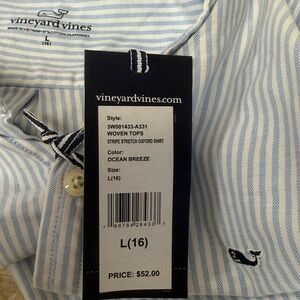 vineyard vines
L
(16)
vineyardvines.com
Style:
3W001433-A331
WOVEN TOPS
STRIPE STRETCH OXFORD SHIRT
Color:
OCEAN BREEZE
Size:
L(16)
L(16)
PRICE: $52.00